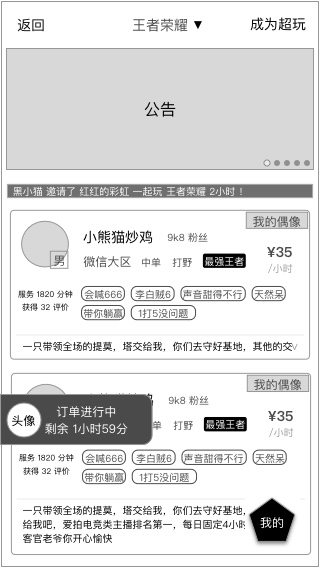 返回 王者荣耀 ▼ 成为超玩
公告
黑小猫 邀请了 红红的彩虹 一起玩 王者荣耀 2小时！
我的偶像
小熊猫炒鸡 9k8 粉丝
男
¥35
微信大区 中单 打野 最强王者
/小时
服务 1820 分钟 会喊666 李白贼6 声音甜得不行 天然呆
获得 32 评价
带你躺赢 1打5没问题
一只带领全场的提莫，塔交给我，你们去守好基地，其他的交
我的偶像
9k8 粉丝
头像
订单进行中
剩余 1小时59分
¥35
中单 打野 最强王者
/小时
服务 1820 分钟 会喊666 李白贼6 声音甜得不行 天然呆
获得 32 评价
带你躺赢 1打5没问题
一只带领全场的提莫，塔交给我，你们去守好基地，
给我吧，爱拍电竞类主播排名第一，每日固定4小时
客官老爷你开心愉快
我的